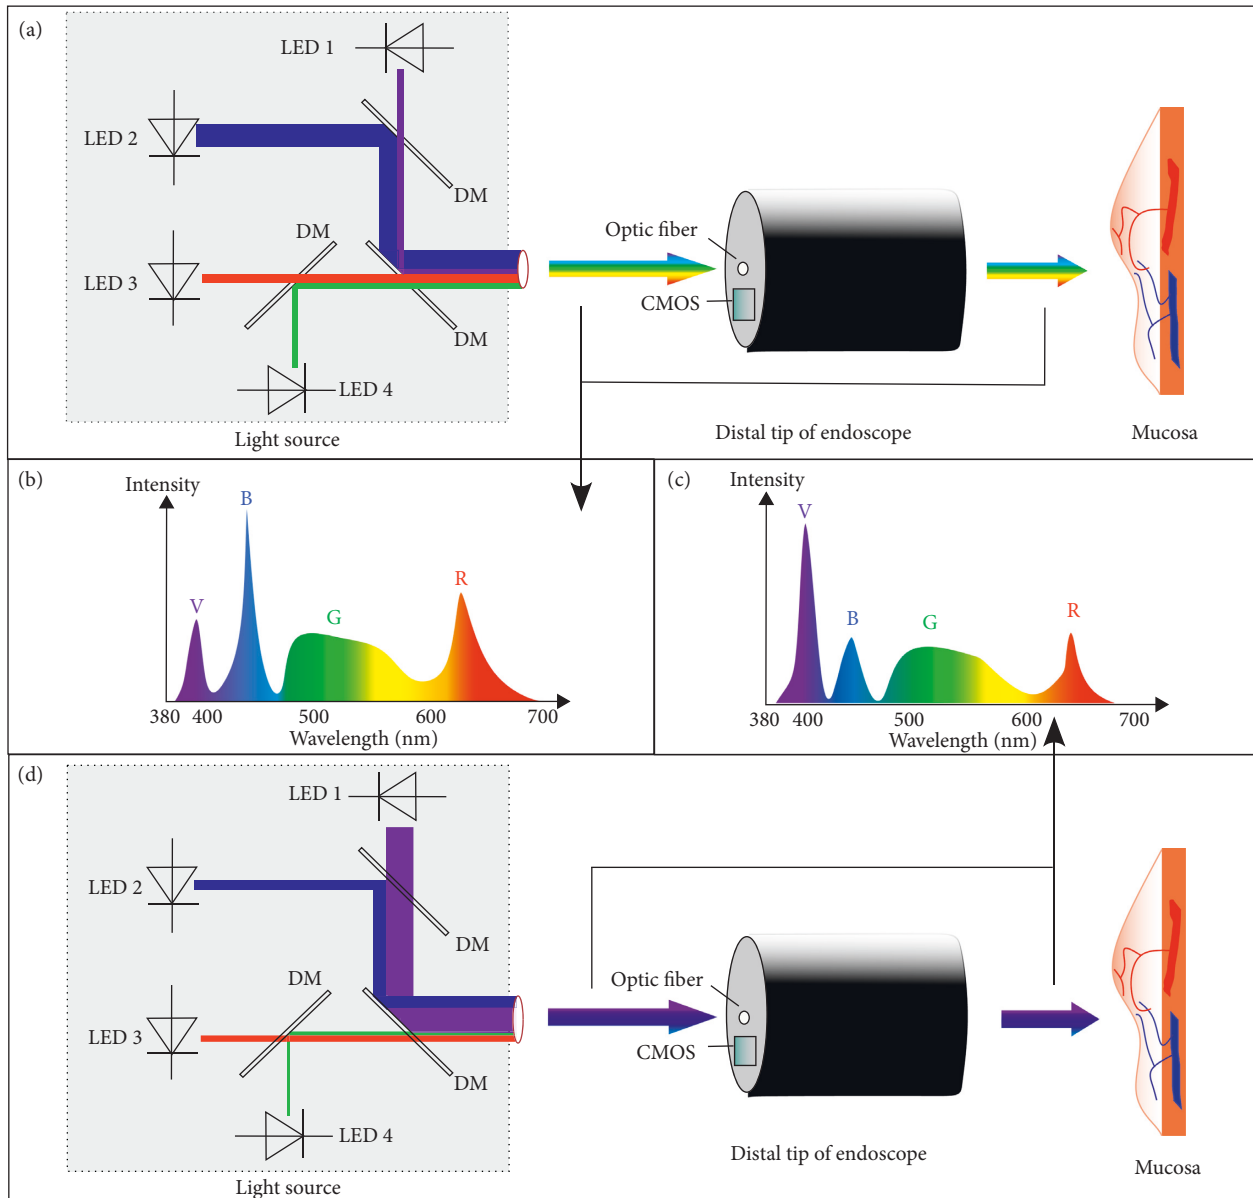 (a)
LED 1
LED 2
DM
DM
Optic fiber
LED 3
CMOS
DM
LED 4
Light source
Distal tip of endoscope
Mucosa
(b)
Intensity
B
R
V
G
380 400 500 600 700
Wavelength (nm)
(c)
Intensity
V
B
G
R
380 400 500 600 700
Wavelength (nm)
(d)
LED 1
LED 2
DM
DM
Optic fiber
LED 3
CMOS
DM
LED 4
Light source
Distal tip of endoscope
Mucosa